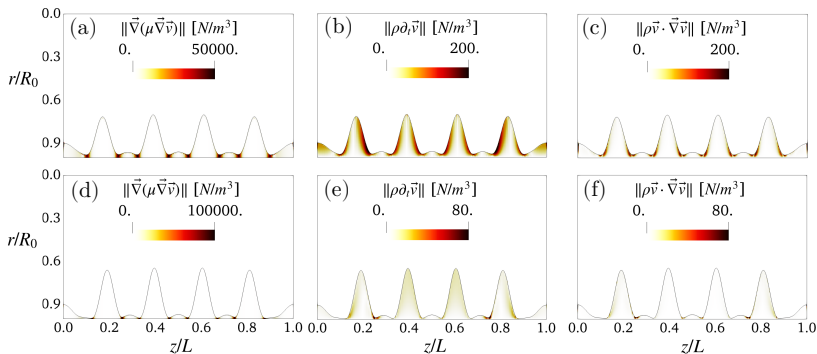 (a) ‖∇⃗(μ∇⃗v⃗)‖ [N/m³]
0. 50000.
(b) ‖ρ∂ₜv⃗‖ [N/m³]
0. 200.
(c) ‖ρv⃗ · ∇⃗v⃗‖ [N/m³]
0. 200.
0.0
0.3
r/R₀
0.6
0.9
(d) ‖∇⃗(μ∇⃗v⃗)‖ [N/m³]
0. 100000.
(e) ‖ρ∂ₜv⃗‖ [N/m³]
0. 80.
(f) ‖ρv⃗ · ∇⃗v⃗‖ [N/m³]
0. 80.
0.0
0.3
r/R₀
0.6
0.9
0.0 0.2 0.4 0.6 0.8 1.0
0.0 0.2 0.4 0.6 0.8 1.0
0.0 0.2 0.4 0.6 0.8 1.0
z/L
z/L
z/L